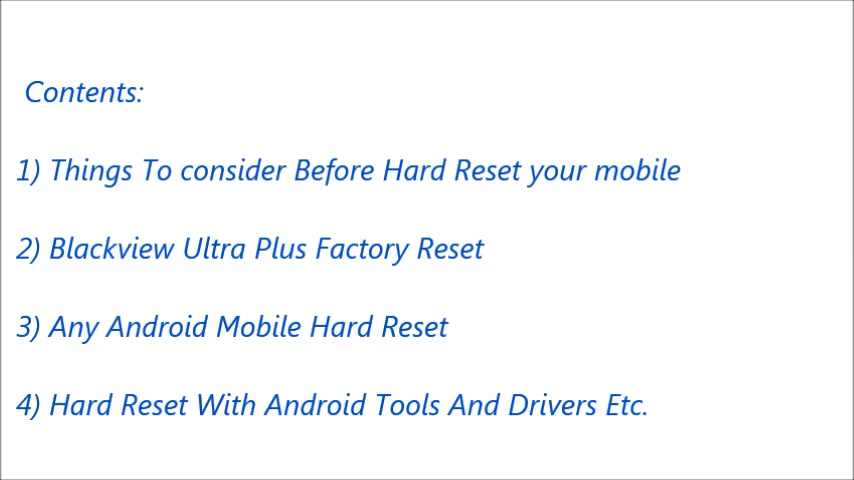 Contents:
1) Things To consider Before Hard Reset your mobile
2) Blackview Ultra Plus Factory Reset
3) Any Android Mobile Hard Reset
4) Hard Reset With Android Tools And Drivers Etc.